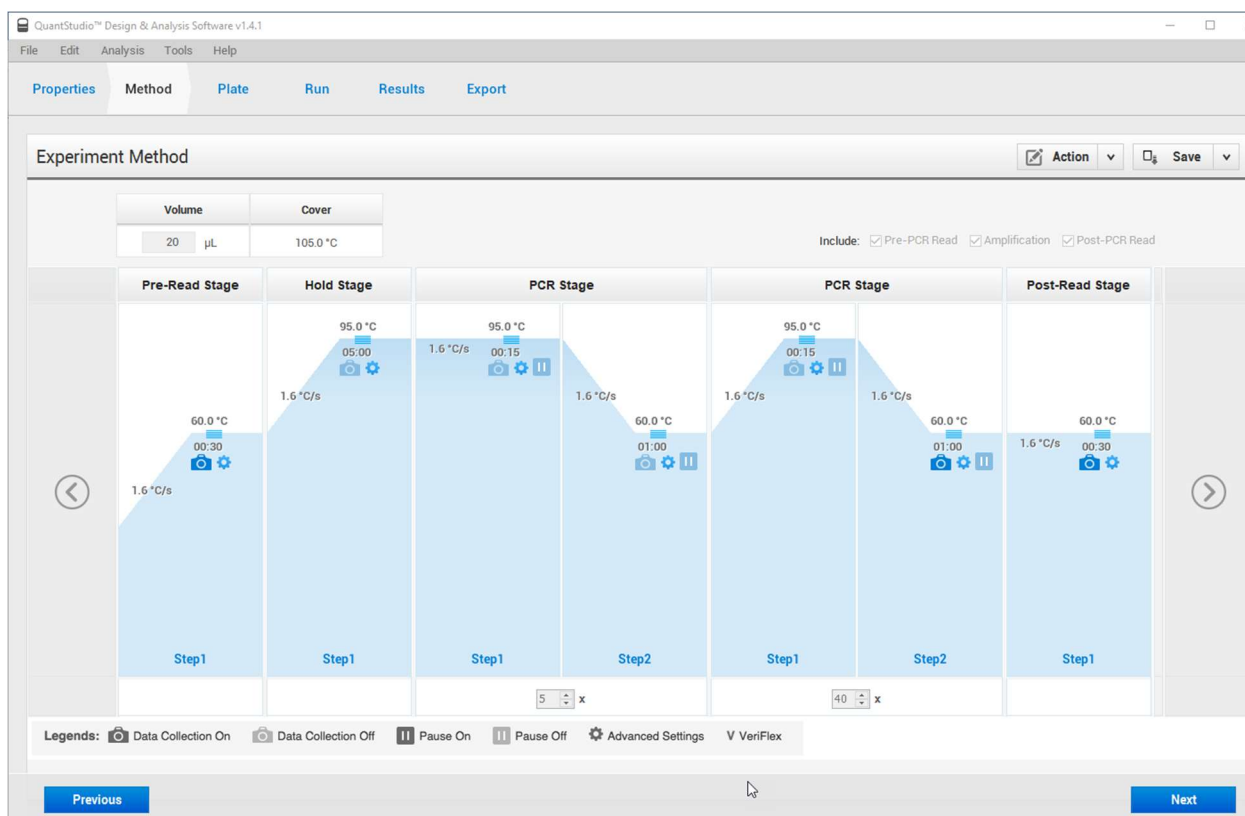 QuantStudio™ Design & Analysis Software v1.4.1
File Edit Analysis Tools Help
Properties Method Plate Run Results Export
Experiment Method
Action
Save
Volume Cover
20 µL 105.0 °C
Include: Pre-PCR Read Amplification Post-PCR Read
Pre-Read Stage Hold Stage PCR Stage PCR Stage Post-Read Stage
60.0 °C
00:30
1.6 °C/s
Step1
95.0 °C
05:00
1.6 °C/s
Step1
95.0 °C
1.6 °C/s 00:15
Step1
1.6 °C/s
60.0 °C
01:00
Step2
5 x
95.0 °C
00:15
1.6 °C/s
Step1
1.6 °C/s
60.0 °C
01:00
Step2
40 x
60.0 °C
1.6 °C/s 00:30
Step1
Legends: Data Collection On Data Collection Off Pause On Pause Off Advanced Settings V VeriFlex
Previous Next